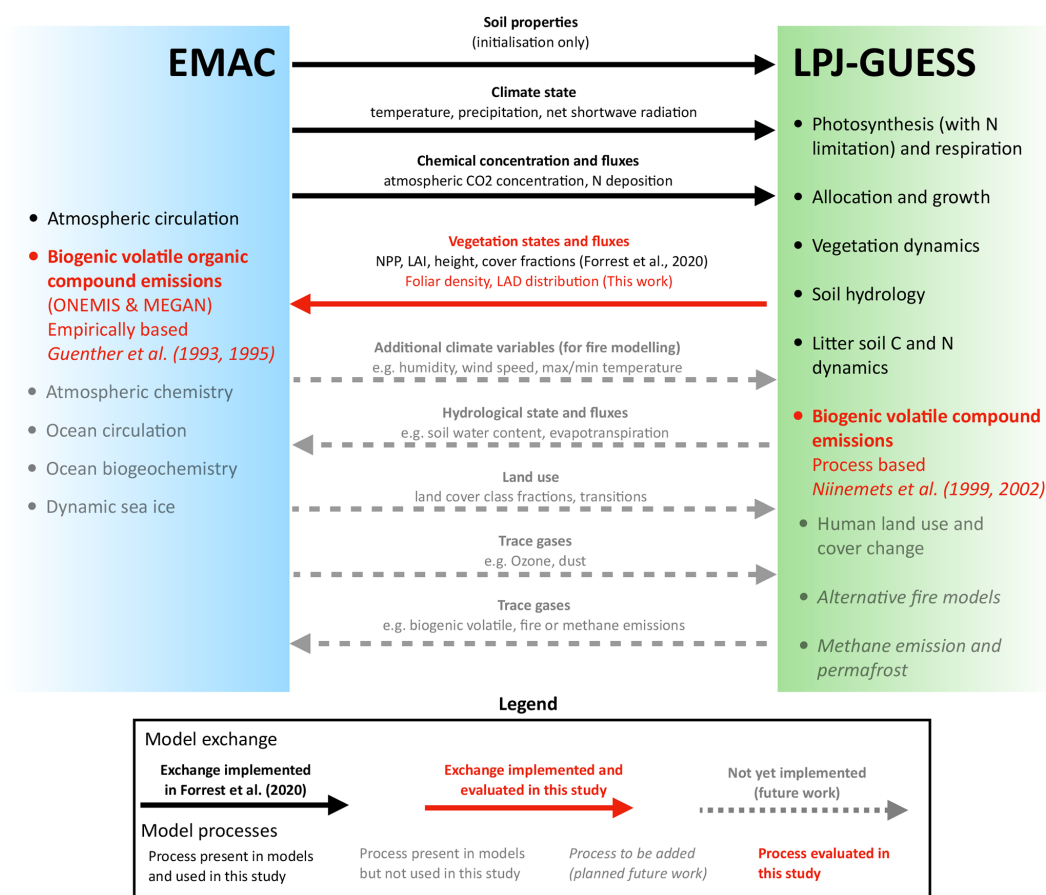 EMAC
• Atmospheric circulation
• Biogenic volatile organic
compound emissions
(ONEMIS & MEGAN)
Empirically based
Guenther et al. (1993, 1995)
• Atmospheric chemistry
• Ocean circulation
• Ocean biogeochemistry
• Dynamic sea ice
Soil properties
(initialisation only)
Climate state
temperature, precipitation, net shortwave radiation
Chemical concentration and fluxes
atmospheric CO2 concentration, N deposition
Vegetation states and fluxes
NPP, LAI, height, cover fractions (Forrest et al., 2020)
Foliar density, LAD distribution (This work)
Additional climate variables (for fire modelling)
e.g. humidity, wind speed, max/min temperature
Hydrological state and fluxes
e.g. soil water content, evapotranspiration
Land use
land cover class fractions, transitions
Trace gases
e.g. Ozone, dust
Trace gases
e.g. biogenic volatile, fire or methane emissions
LPJ-GUESS
• Photosynthesis (with N
limitation) and respiration
• Allocation and growth
• Vegetation dynamics
• Soil hydrology
• Litter soil C and N
dynamics
• Biogenic volatile compound
emissions
Process based
Niinemets et al. (1999, 2002)
• Human land use and
cover change
• Alternative fire models
• Methane emission and
permafrost
Legend
Model exchange
Exchange implemented
in Forrest et al. (2020)
Exchange implemented and
evaluated in this study
Not yet implemented
(future work)
Model processes
Process present in models
and used in this study
Process present in models
but not used in this study
Process to be added
(planned future work)
Process evaluated in
this study